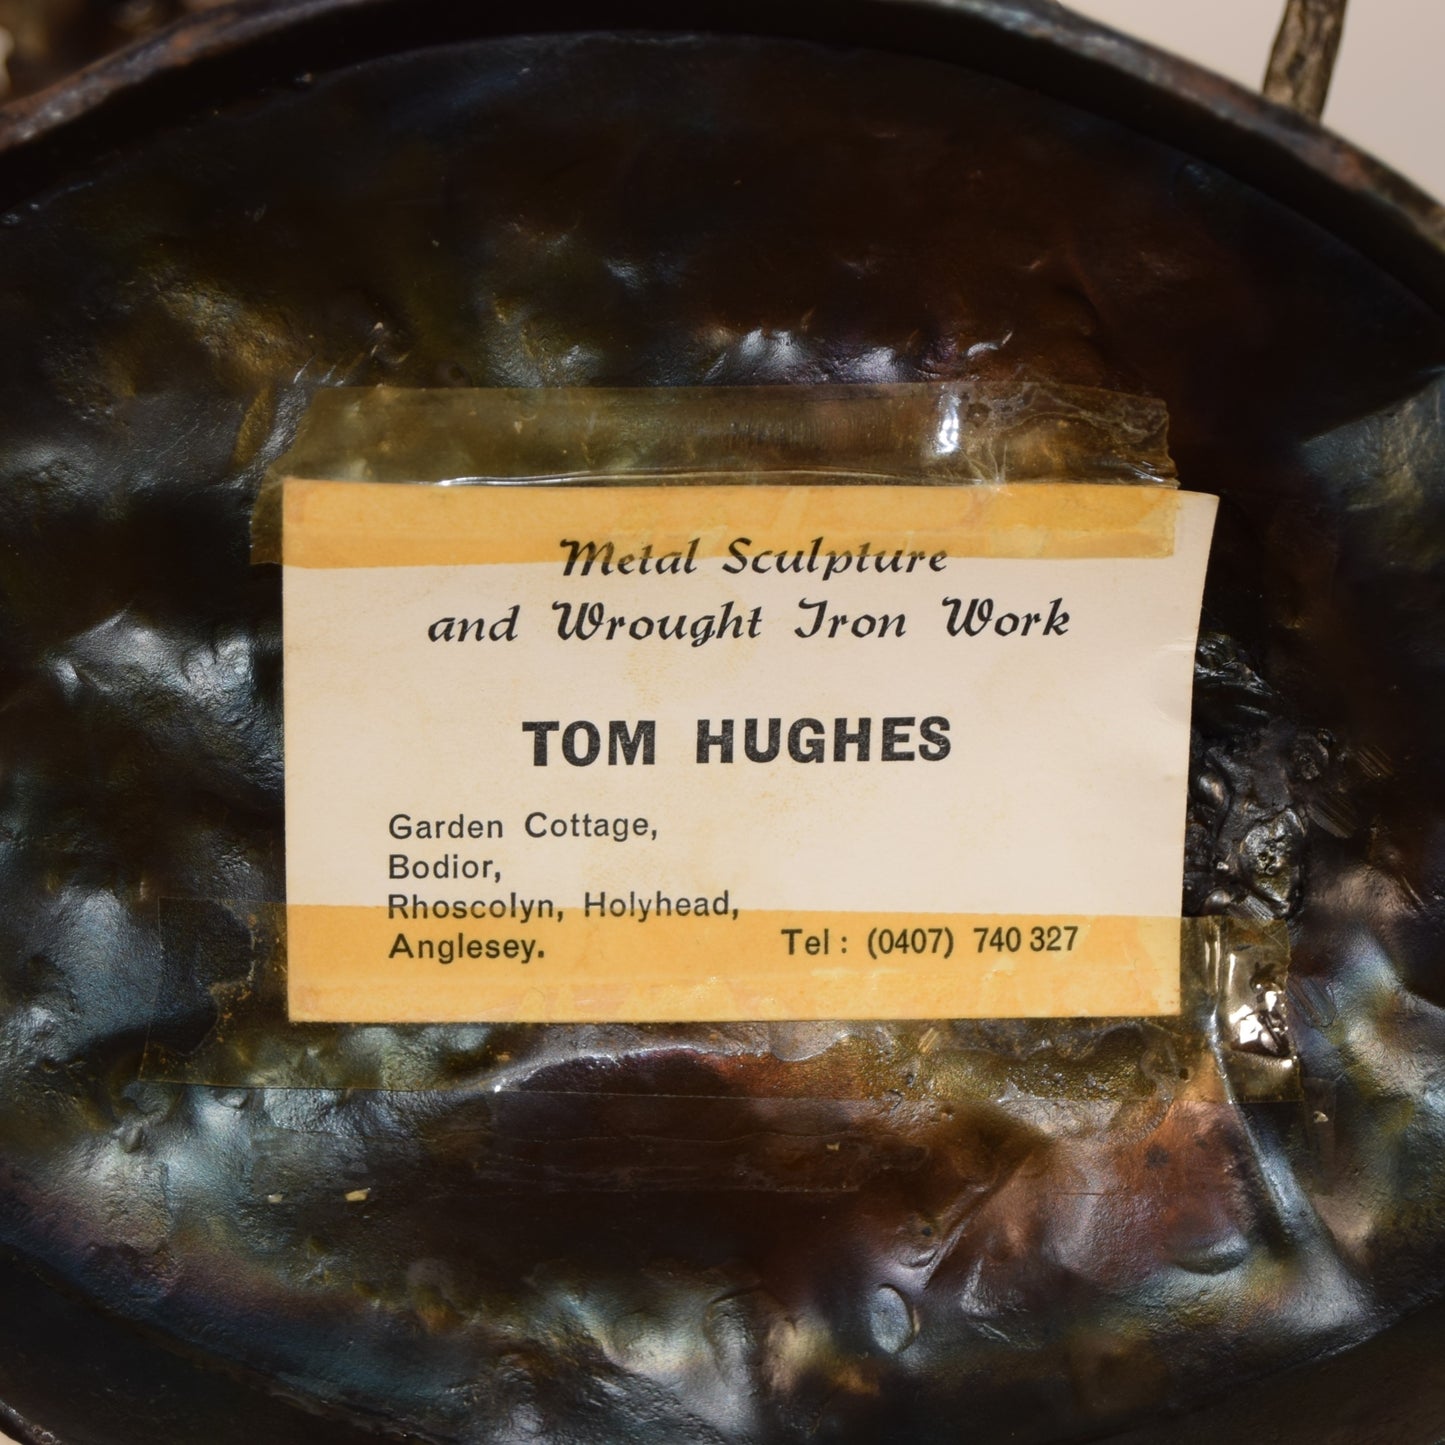 Metal Sculpture
and Wrought Iron Work
TOM HUGHES
Garden Cottage,
Bodior,
Rhoscolyn, Holyhead,
Anglesey.
Tel : (0407) 740 327